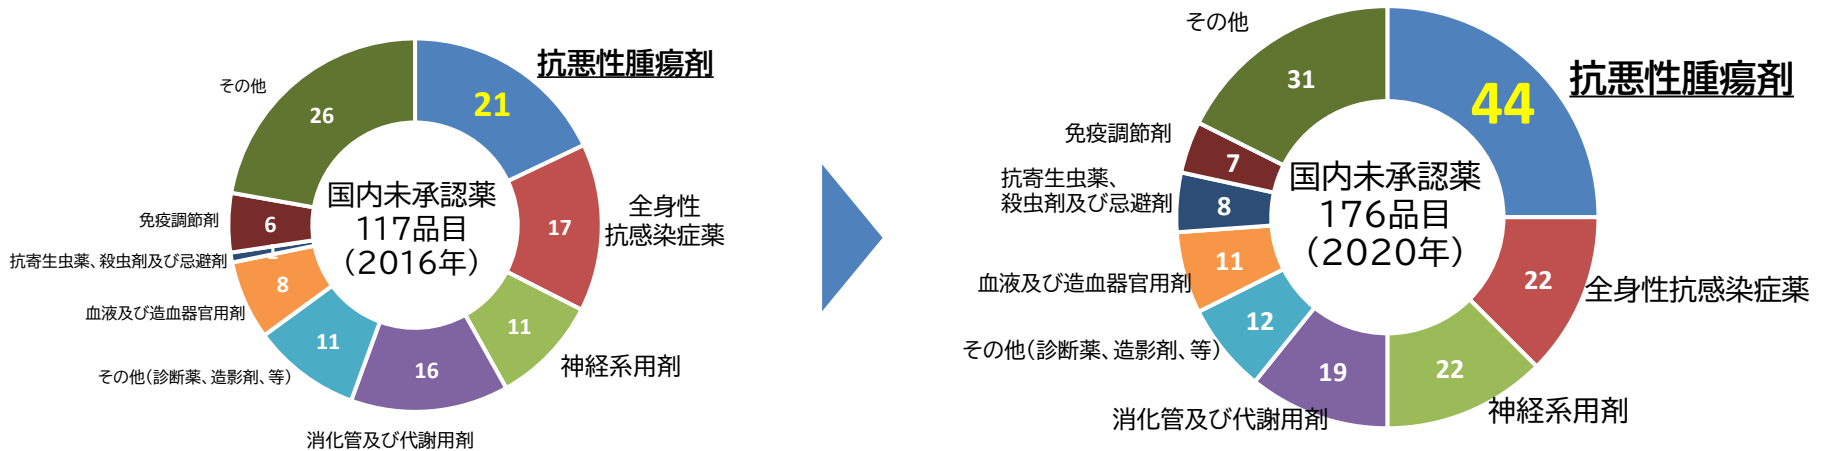 その他
26
21
抗悪性腫瘍剤
国内未承認薬
117品目
（2016年）
免疫調節剤
6
17
全身性
抗感染症薬
抗寄生虫薬、殺虫剤及び忌避剤
8
血液及び造血器官用剤
11
11
神経系用剤
その他（診断薬、造影剤、等）
16
消化管及び代謝用剤
その他
31
44
抗悪性腫瘍剤
免疫調節剤
7
国内未承認薬
176品目
（2020年）
抗寄生虫薬、
殺虫剤及び忌避剤
8
11
血液及び造血器官用剤
22
全身性抗感染症薬
12
その他（診断薬、造影剤、等）
19
22
消化管及び代謝用剤
神経系用剤